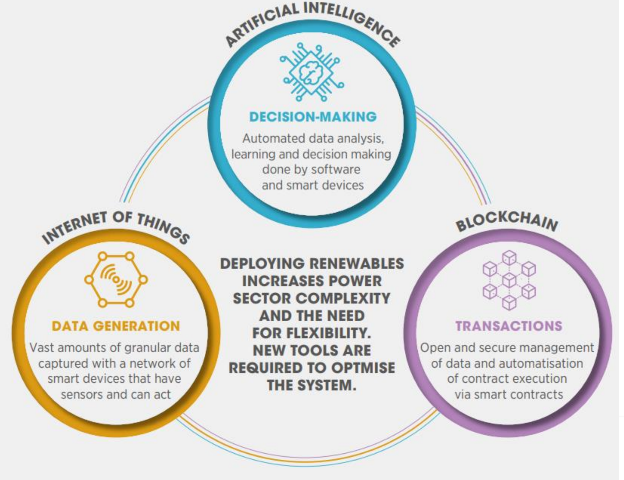 ARTIFICIAL INTELLIGENCE
DECISION-MAKING
Automated data analysis,
learning and decision making
done by software
and smart devices
INTERNET OF THINGS
DATA GENERATION
Vast amounts of granular data
captured with a network of
smart devices that have
sensors and can act
DEPLOYING RENEWABLES
INCREASES POWER
SECTOR COMPLEXITY
AND THE NEED
FOR FLEXIBILITY.
NEW TOOLS ARE
REQUIRED TO OPTMISE
THE SYSTEM.
BLOCKCHAIN
TRANSACTIONS
Open and secure management
of data and automatisation
of contract execution
via smart contracts